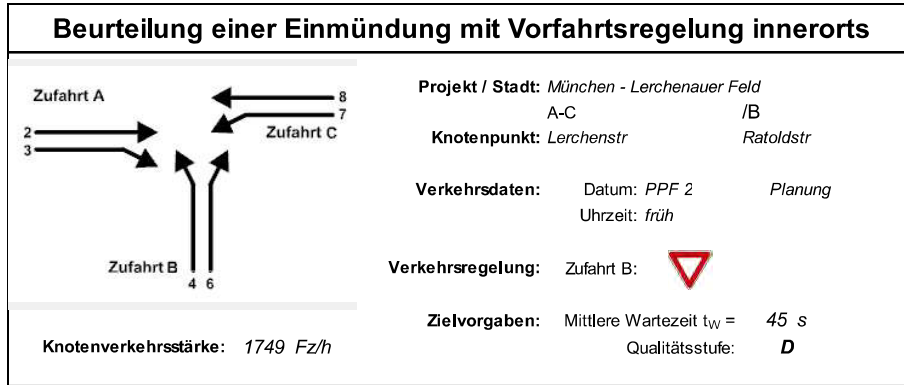 Beurteilung einer Einmündung mit Vorfahrtsregelung innerorts
Zufahrt A
8
7
Zufahrt C
2
3
Zufahrt B
4 6
Knotenverkehrsstärke: 1749 Fz/h
Projekt / Stadt: München - Lerchenauer Feld
A-C /B
Knotenpunkt: Lerchenstr Ratoldstr
Verkehrsdaten: Datum: PPF 2 Planung
Uhrzeit: früh
Verkehrsregelung: Zufahrt B:
Zielvorgaben: Mittlere Wartezeit tW = 45 s
Qualitätsstufe: D